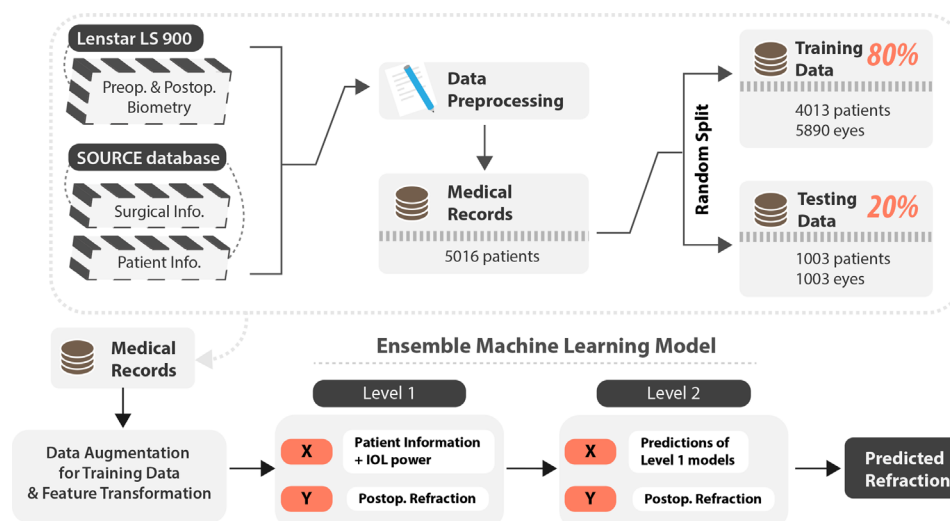 Lenstar LS 900
Preop. & Postop.
Biometry
SOURCE database
Surgical Info.
Patient Info.
Data
Preprocessing
Medical
Records
5016 patients
Random Split
Training
Data
80%
4013 patients
5890 eyes
Testing
Data
20%
1003 patients
1003 eyes
Medical
Records
Data Augmentation
for Training Data
& Feature Transformation
Ensemble Machine Learning Model
Level 1
X
Patient Information
+ IOL power
Y
Postop. Refraction
Level 2
X
Predictions of
Level 1 models
Y
Postop. Refraction
Predicted
Refraction